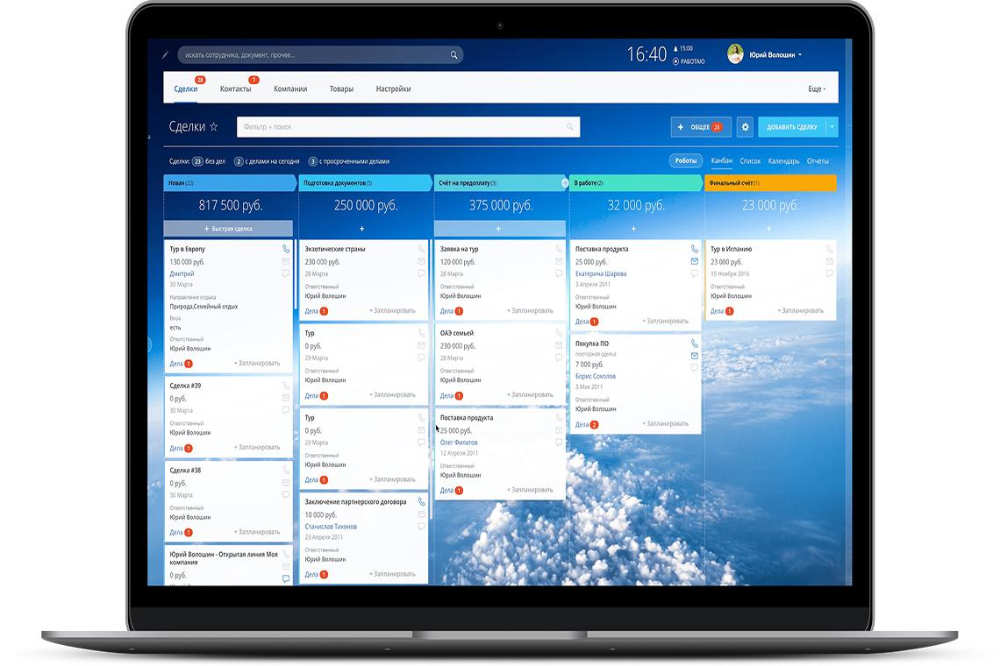 искать сотрудника, документ, прочее...
16:40
15:00
РАБОТАЮ
Юрий Волошин
Сделки 28
Контакты 7
Компании
Товары
Настройки
Еще
Сделки
Фильтр + поиск
+ ОБЩЕЕ 28
ДОБАВИТЬ СДЕЛКУ
Сделки: 23 без дел 2 с делами на сегодня 3 с просроченными делами
Роботы Канбан Список Календарь Отчёты
Новая (22)
817 500 руб.
+ Быстрая сделка
Тур в Европу
130 000 руб.
Дмитрий
30 Марта
Направление отдыха
Природа,Семейный отдых
Виза
есть
Ответственный
Юрий Волошин
Дела 1 + Запланировать
Сделка #39
0 руб.
30 Марта
Ответственный
Юрий Волошин
Дела 1 + Запланировать
Сделка #38
0 руб.
30 Марта
Ответственный
Юрий Волошин
Дела 1 + Запланировать
Юрий Волошин - Открытая линия Моя
компания
0 руб.
Подготовка документов (5)
250 000 руб.
+
Экзотические страны
230 000 руб.
28 Марта
Ответственный
Юрий Волошин
Дела 1 + Запланировать
Тур
0 руб.
29 Марта
Ответственный
Юрий Волошин
Дела 1 + Запланировать
Тур
0 руб.
29 Марта
Ответственный
Юрий Волошин
Дела 1 + Запланировать
Заключение партнерского договора
10 000 руб.
Станислав Тихонов
23 Апреля 2011
Ответственный
Юрий Волошин
Дела 1 + Запланировать
Счёт на предоплату (3)
375 000 руб.
+
Заявка на тур
120 000 руб.
28 Марта
Ответственный
Юрий Волошин
Дела 1 + Запланировать
ОАЭ семьей
230 000 руб.
28 Марта
Ответственный
Юрий Волошин
Дела 1 + Запланировать
Поставка продукта
25 000 руб.
Олег Филатов
12 Апреля 2011
Ответственный
Юрий Волошин
Дела 1 + Запланировать
В работе (2)
32 000 руб.
+
Поставка продукта
25 000 руб.
Екатерина Шарова
3 Апреля 2011
Ответственный
Юрий Волошин
Дела 1 + Запланировать
Покупка ПО
повторная сделка
7 000 руб.
Борис Соколов
3 Мая 2011
Ответственный
Юрий Волошин
Дела 2 + Запланировать
Финальный счёт (1)
23 000 руб.
+
Тур в Испанию
23 000 руб.
15 Ноября 2016
Ответственный
Юрий Волошин
Дела 1 + Запланировать